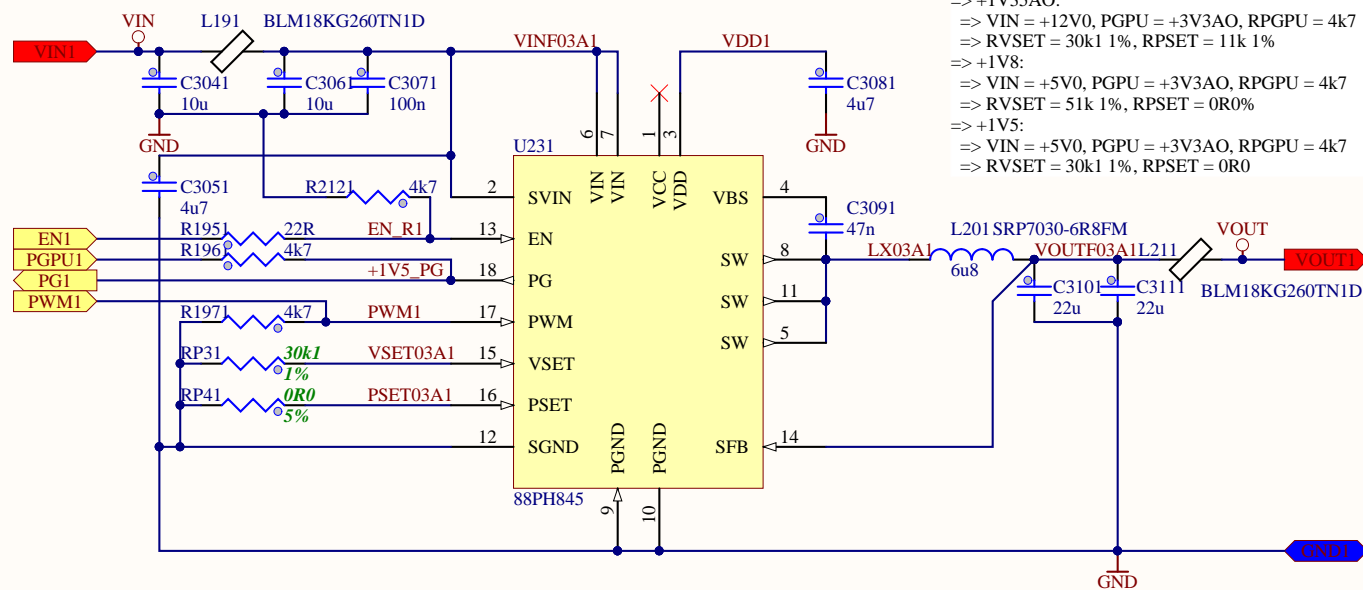 => +1V35AO:
=> VIN = +12V0, PGPU = +3V3AO, RPGPU = 4k7
=> RVSET = 30k1 1%, RPSET = 11k 1%
=> +1V8:
=> VIN = +5V0, PGPU = +3V3AO, RPGPU = 4k7
=> RVSET = 51k 1%, RPSET = 0R0%
=> +1V5:
=> VIN = +5V0, PGPU = +3V3AO, RPGPU = 4k7
=> RVSET = 30k1 1%, RPSET = 0R0
VIN
L191
BLM18KG260TN1D
VIN1
VINF03A1
VDD1
C3041
10u
C3061
10u
C3071
100n
C3081
4u7
GND
GND
6
7
1
3
U231
VIN
VIN
VCC
VDD
C3051
4u7
R2121
4k7
2
SVIN
VBS
4
C3091
47n
EN1
R1951
22R
EN_R1
13
EN
PGPU1
R1961
4k7
PG1
+1V5_PG
18
PG
PWM1
R1971
4k7
PWM1
17
PWM
RP31
30k1
1%
VSET03A1
15
VSET
RP41
0R0
5%
PSET03A1
16
PSET
12
SGND
SW
8
SW
11
SW
5
SFB
14
LX03A1
L201
SRP7030-6R8FM
6u8
VOUTF03A1
L211
VOUT
VOUT1
BLM18KG260TN1D
C3101
22u
C3111
22u
PGND
PGND
88PH845
9
10
GND1
GND